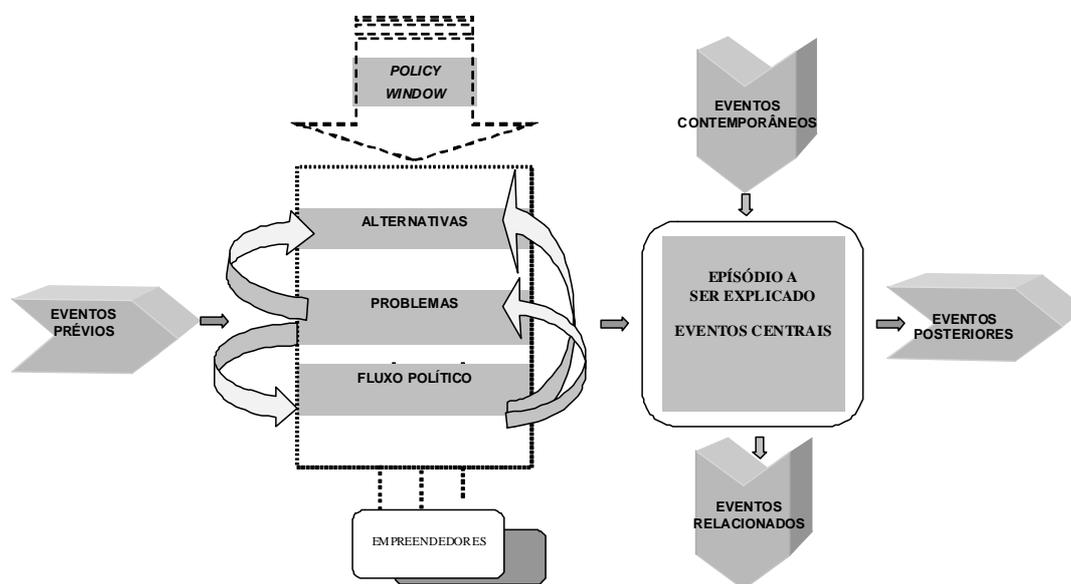 POLICY
WINDOW
EVENTOS
CONTEMPORÂNEOS
ALTERNATIVAS
PROBLEMAS
FLUXO POLÍTICO
EVENTOS
PRÉVIOS
EPÍSÓDIO A
SER EXPLICADO
EVENTOS CENTRAIS
EVENTOS
POSTERIORES
EVENTOS
RELACIONADOS
EMPREENDEDORES